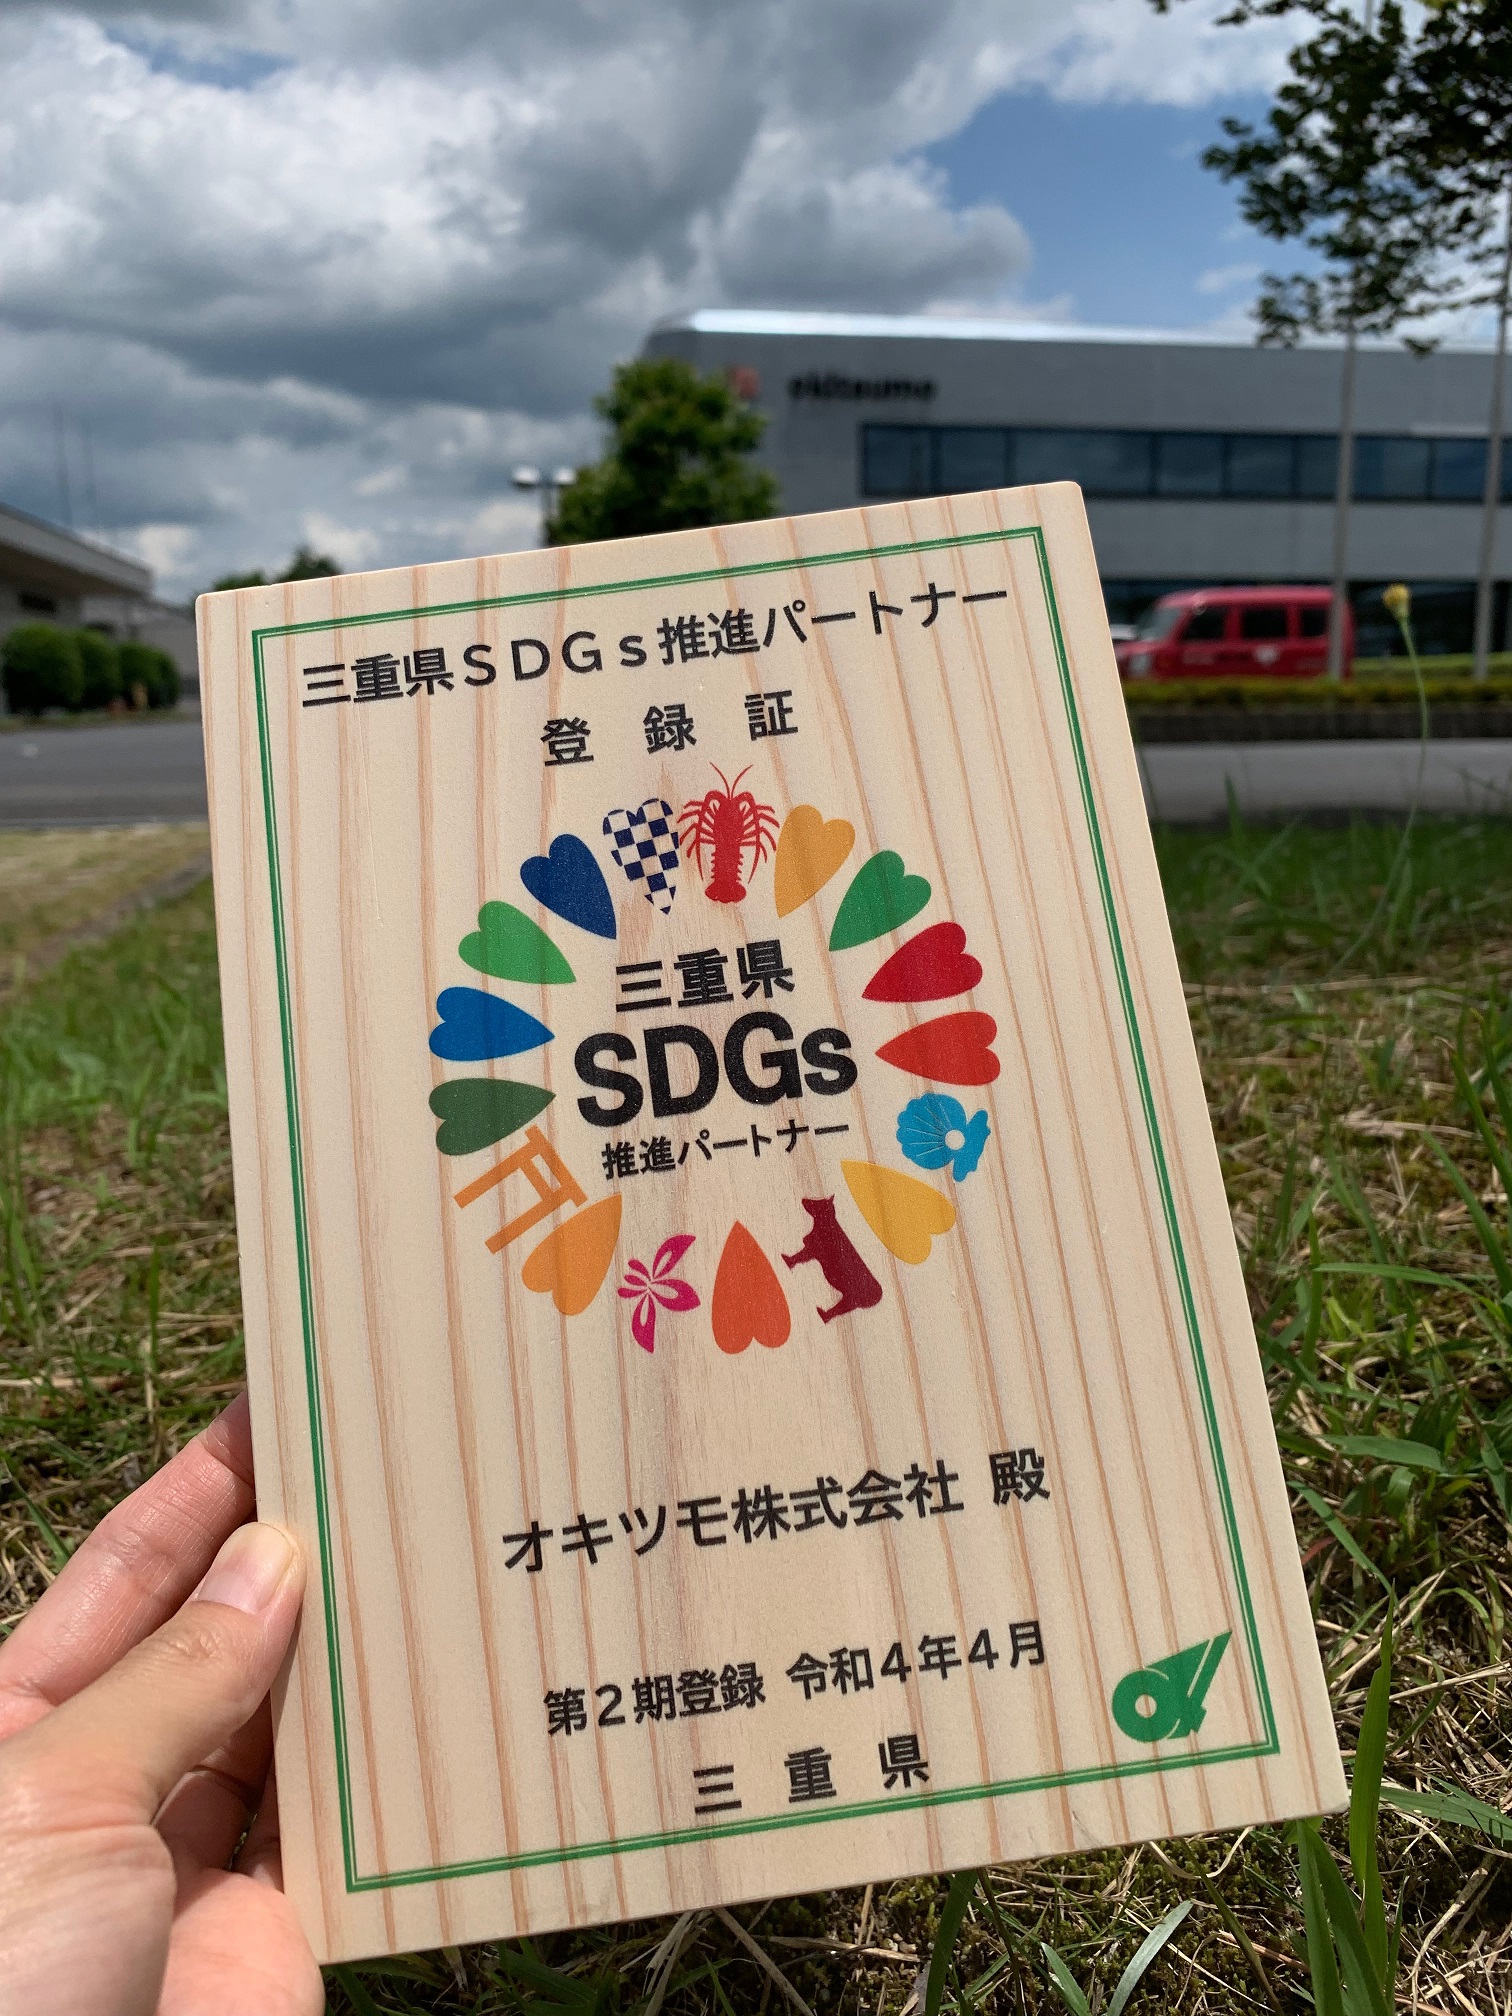 okitsumo
三重県SDGs推進パートナー
登録証
三重県
SDGs
推進パートナー
オキツモ株式会社 殿
第2期登録 令和4年4月
三重県